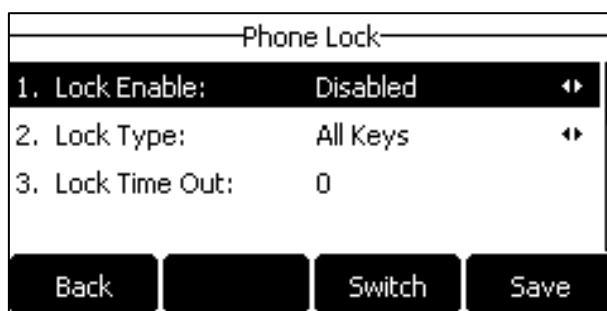 Phone Lock
1. Lock Enable: Disabled
2. Lock Type: All Keys
3. Lock Time Out: 0
Back Switch Save